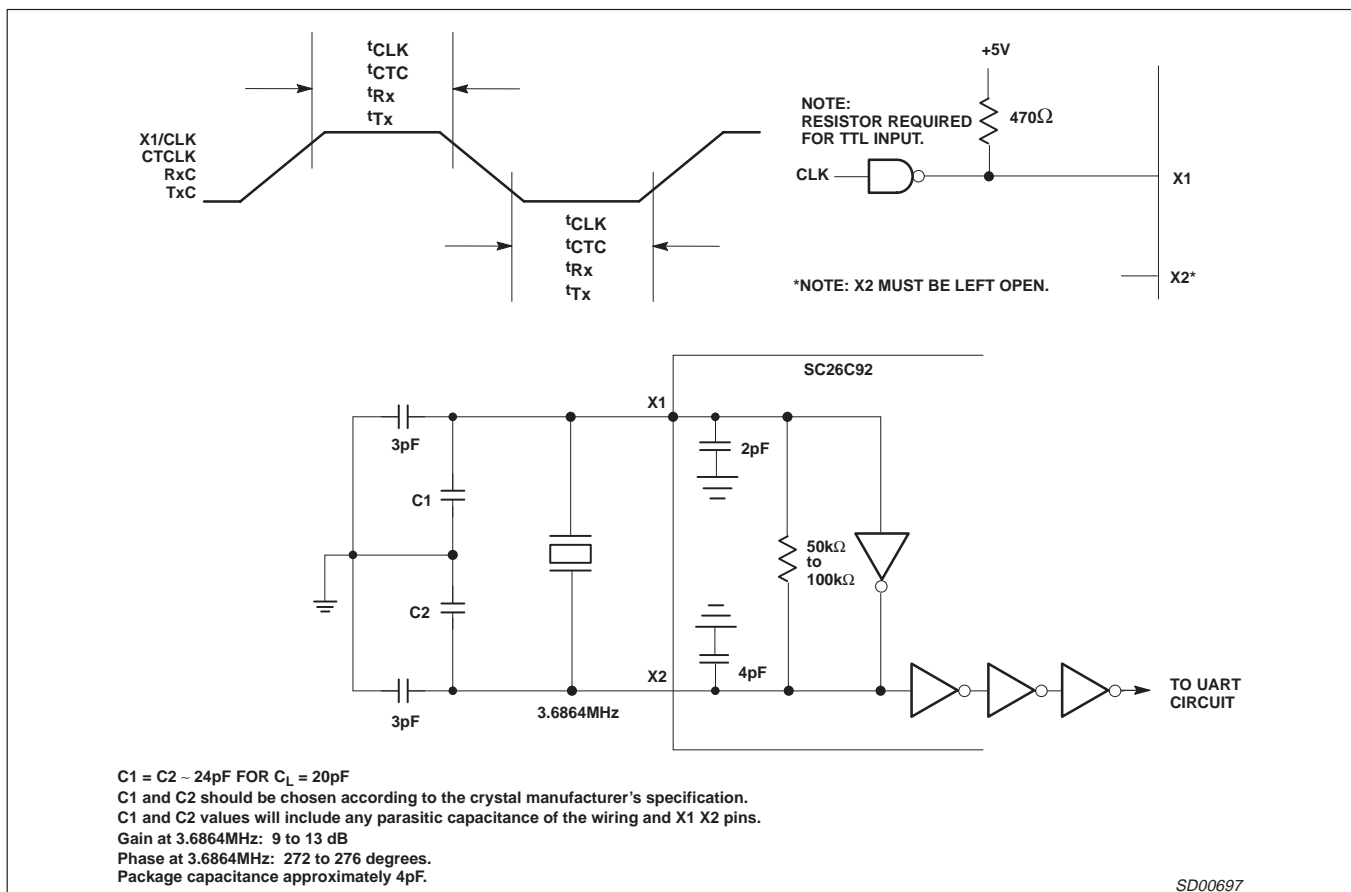 tCLK
tCTC
tRx
tTx
X1/CLK
CTCLK
RxC
TxC
tCLK
tCTC
tRx
tTx
+5V
NOTE:
RESISTOR REQUIRED
FOR TTL INPUT.
470Ω
CLK
X1
*NOTE: X2 MUST BE LEFT OPEN.
X2*
SC26C92
X1
3pF
2pF
C1
50kΩ
to
100kΩ
C2
4pF
X2
3pF
3.6864MHz
TO UART
CIRCUIT
C1 = C2 ~ 24pF FOR CL = 20pF
C1 and C2 should be chosen according to the crystal manufacturer's specification.
C1 and C2 values will include any parasitic capacitance of the wiring and X1 X2 pins.
Gain at 3.6864MHz: 9 to 13 dB
Phase at 3.6864MHz: 272 to 276 degrees.
Package capacitance approximately 4pF.
SD00697